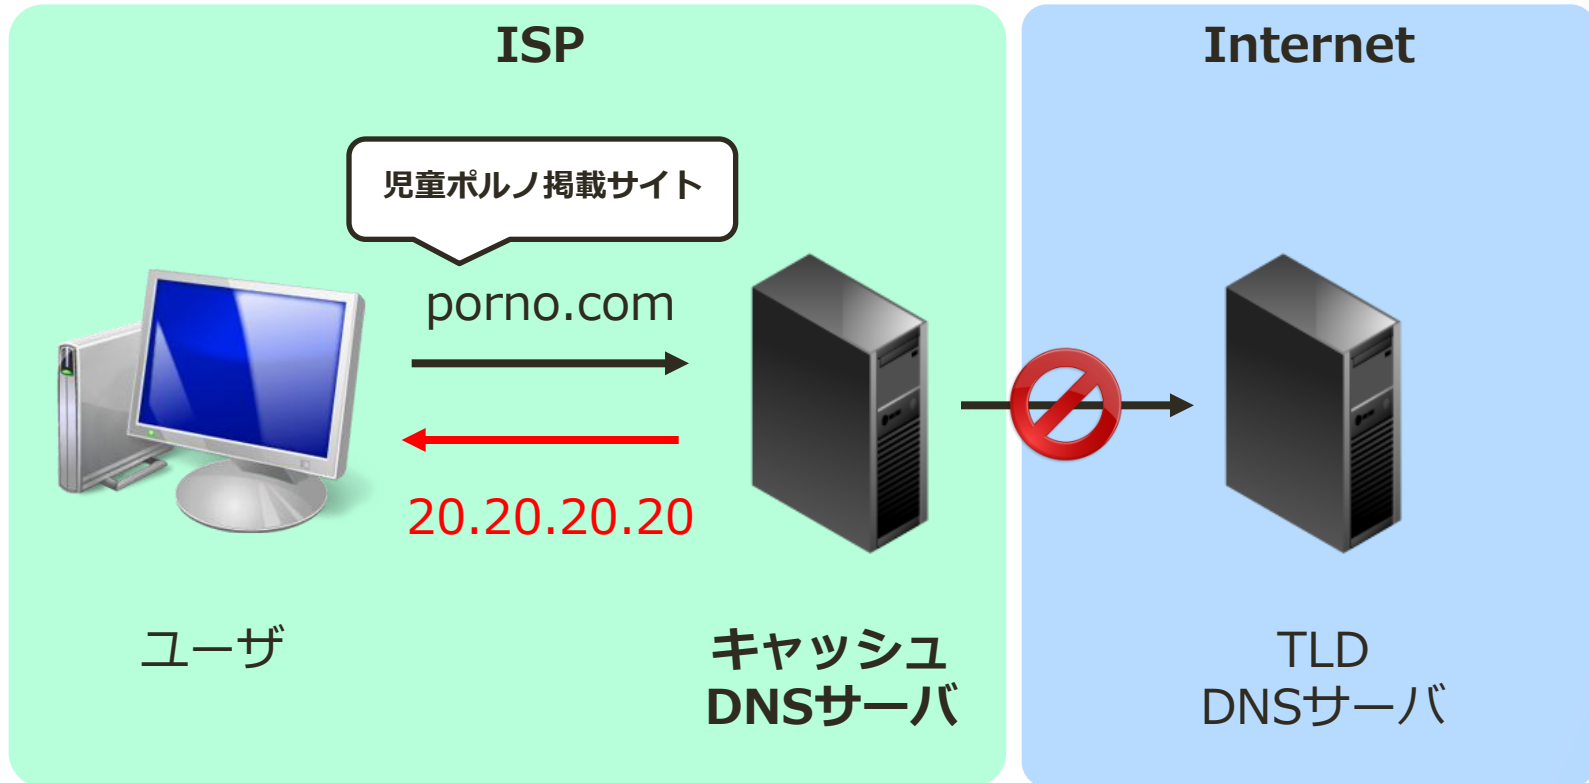 ISP
Internet
児童ポルノ掲載サイト
porno.com
20.20.20.20
ユーザ
キャッシュ
DNSサーバ
TLD
DNSサーバ